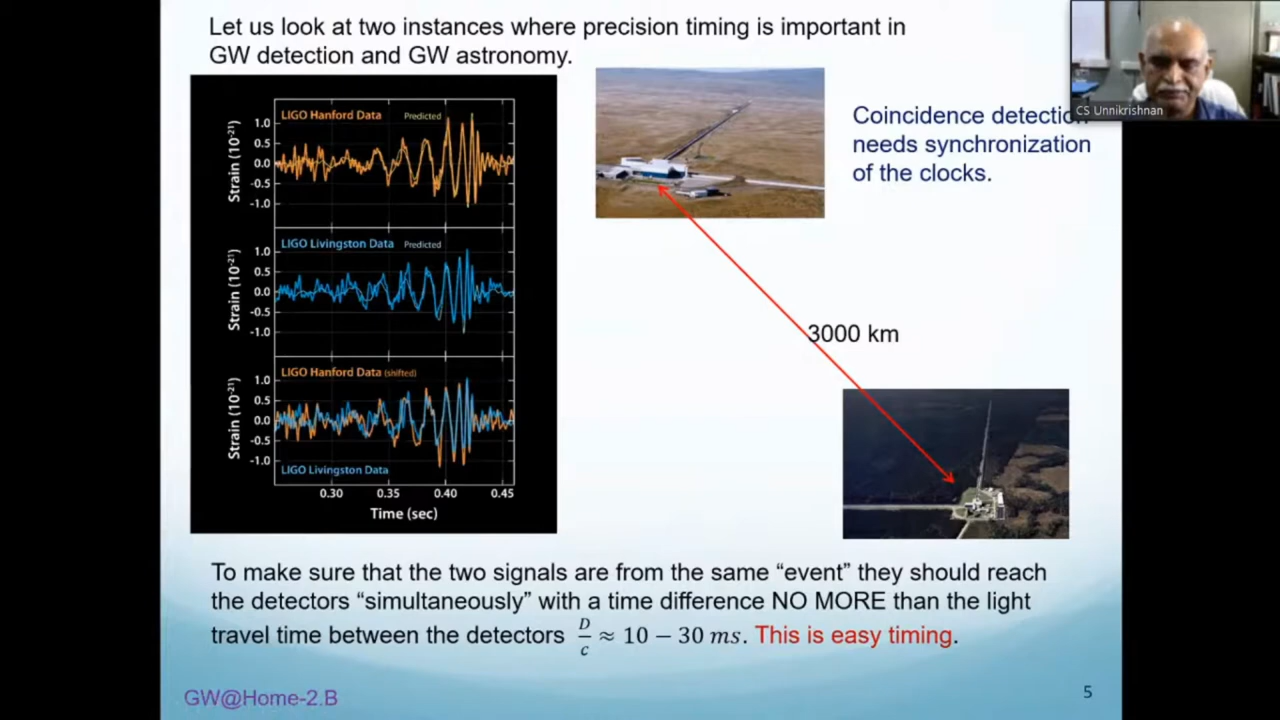 Let us look at two instances where precision timing is important in
GW detection and GW astronomy.
CS Unnikrishnan
LIGO Hanford Data Predicted
1.0
0.5
0.0
-0.5
-1.0
Strain (10⁻²¹)
LIGO Livingston Data Predicted
1.0
0.5
0.0
-0.5
-1.0
Strain (10⁻²¹)
LIGO Hanford Data (shifted)
1.0
0.5
0.0
-0.5
-1.0
Strain (10⁻²¹)
LIGO Livingston Data
0.30 0.35 0.40 0.45
Time (sec)
Coincidence detection
needs synchronization
of the clocks.
3000 km
To make sure that the two signals are from the same “event” they should reach
the detectors “simultaneously” with a time difference NO MORE than the light
travel time between the detectors D/c ≈ 10 − 30 ms. This is easy timing.
GW@Home-2.B
5